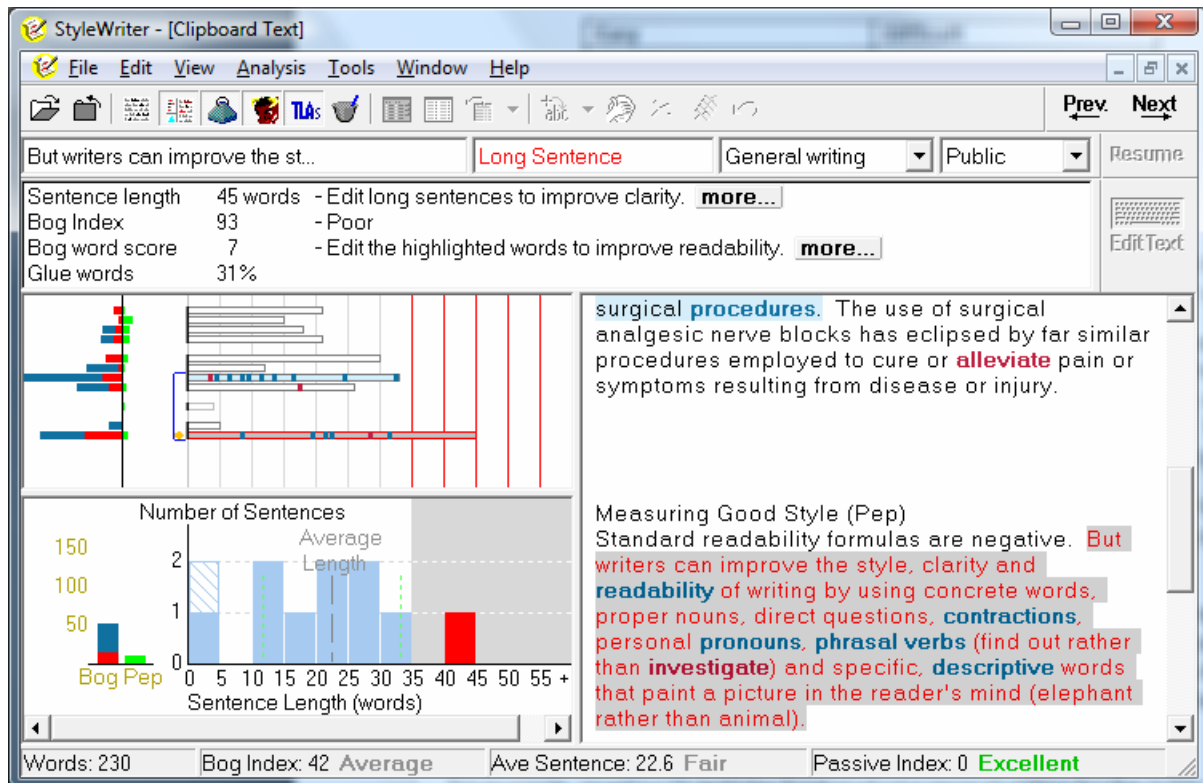 StyleWriter - [Clipboard Text]
File Edit View Analysis Tools Window Help
TLAs
Prev. Next
But writers can improve the st... Long Sentence General writing Public Resume
Sentence length 45 words - Edit long sentences to improve clarity. more...
Bog Index 93 - Poor
Bog word score 7 - Edit the highlighted words to improve readability. more...
Glue words 31%
Edit Text
surgical procedures. The use of surgical
analgesic nerve blocks has eclipsed by far similar
procedures employed to cure or alleviate pain or
symptoms resulting from disease or injury.
Measuring Good Style (Pep)
Standard readability formulas are negative. But
writers can improve the style, clarity and
readability of writing by using concrete words,
proper nouns, direct questions, contractions,
personal pronouns, phrasal verbs (find out rather
than investigate) and specific, descriptive words
that paint a picture in the reader's mind (elephant
rather than animal).
Number of Sentences
Average
Length
150
100
50
Bog Pep
2
1
0
0 5 10 15 20 25 30 35 40 45 50 55 +
Sentence Length (words)
Words: 230 Bog Index: 42 Average Ave Sentence: 22.6 Fair Passive Index: 0 Excellent